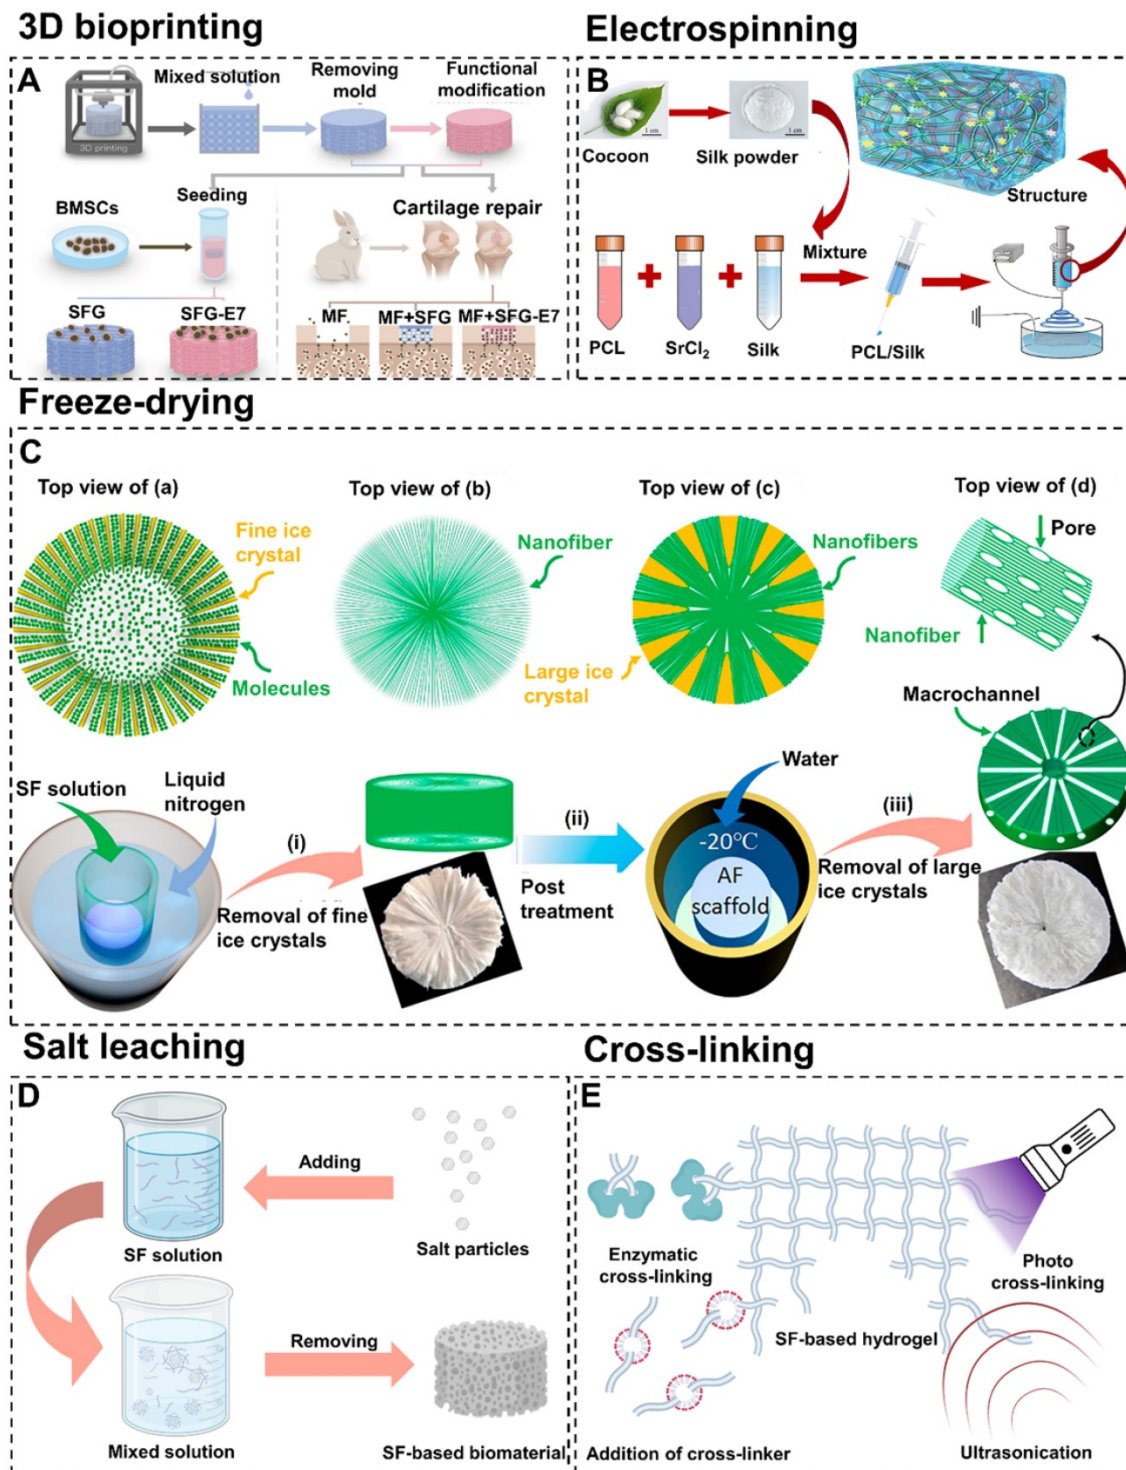 3D bioprinting
Electrospinning
A
Mixed solution
Removing
mold
Functional
modification
3D printing
BMSCs
Seeding
Cartilage repair
SFG
SFG-E7
MF
MF+SFG
MF+SFG-E7
B
1 cm
1 cm
Cocoon
Silk powder
Structure
Mixture
PCL
SrCl₂
Silk
PCL/Silk
Freeze-drying
C
Top view of (a)
Top view of (b)
Top view of (c)
Top view of (d)
Fine ice
crystal
Molecules
Nanofiber
Nanofibers
Large ice
crystal
Pore
Nanofiber
Macrochannel
SF solution
Liquid
nitrogen
(i)
Removal of fine
ice crystals
(ii)
Post
treatment
Water
-20°C
AF
scaffold
(iii)
Removal of large
ice crystals
Salt leaching
Cross-linking
D
Adding
SF solution
Salt particles
Removing
Mixed solution
SF-based biomaterial
E
Enzymatic
cross-linking
Photo
cross-linking
SF-based hydrogel
Addition of cross-linker
Ultrasonication